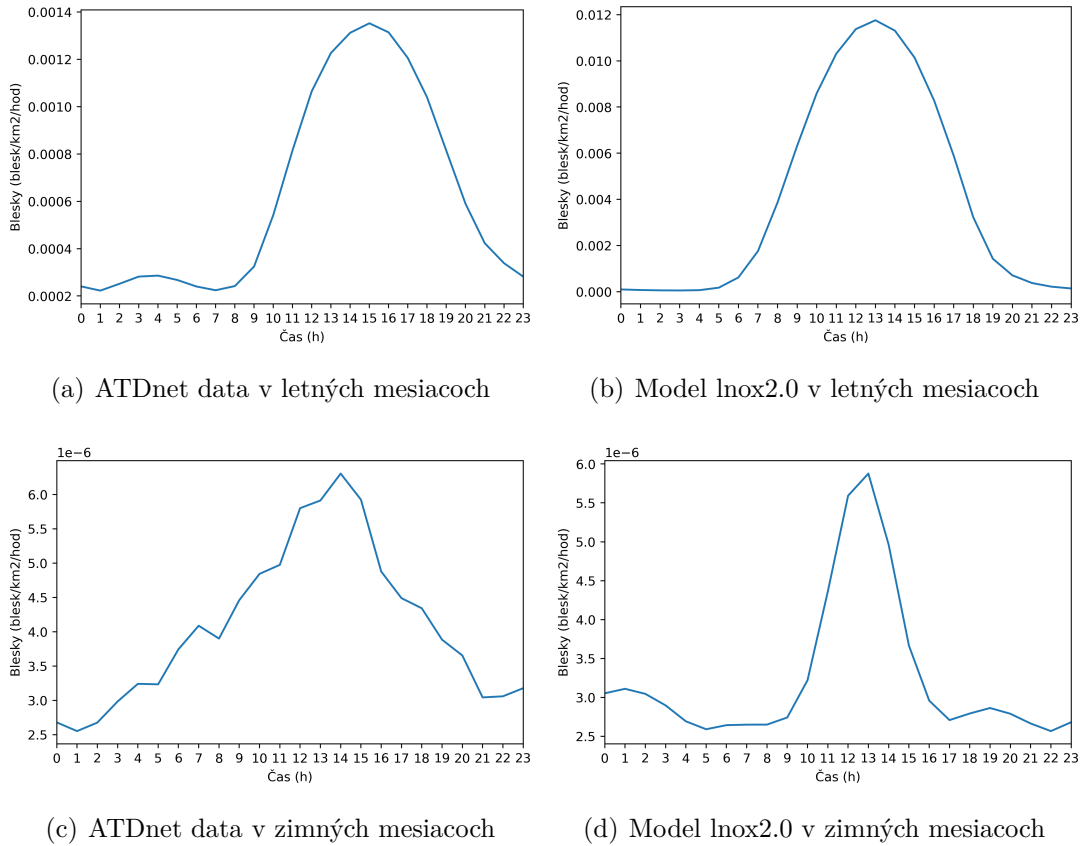 0.0014
0.0012
0.0010
0.0008
0.0006
0.0004
0.0002
Blesky (blesk/km2/hod)
0 1 2 3 4 5 6 7 8 9 10 11 12 13 14 15 16 17 18 19 20 21 22 23
Čas (h)
(a) ATDnet data v letných mesiacoch
0.012
0.010
0.008
0.006
0.004
0.002
0.000
Blesky (blesk/km2/hod)
0 1 2 3 4 5 6 7 8 9 10 11 12 13 14 15 16 17 18 19 20 21 22 23
Čas (h)
(b) Model lnox2.0 v letných mesiacoch
1e−6
6.0
5.5
5.0
4.5
4.0
3.5
3.0
2.5
Blesky (blesk/km2/hod)
0 1 2 3 4 5 6 7 8 9 10 11 12 13 14 15 16 17 18 19 20 21 22 23
Čas (h)
(c) ATDnet data v zimných mesiacoch
1e−6
6.0
5.5
5.0
4.5
4.0
3.5
3.0
2.5
Blesky (blesk/km2/hod)
0 1 2 3 4 5 6 7 8 9 10 11 12 13 14 15 16 17 18 19 20 21 22 23
Čas (h)
(d) Model lnox2.0 v zimných mesiacoch